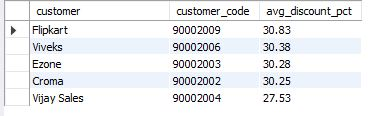 customer customer_code avg_discount_pct
Flipkart 90002009 30.83
Viveks 90002006 30.38
Ezone 90002003 30.28
Croma 90002002 30.25
Vijay Sales 90002004 27.53